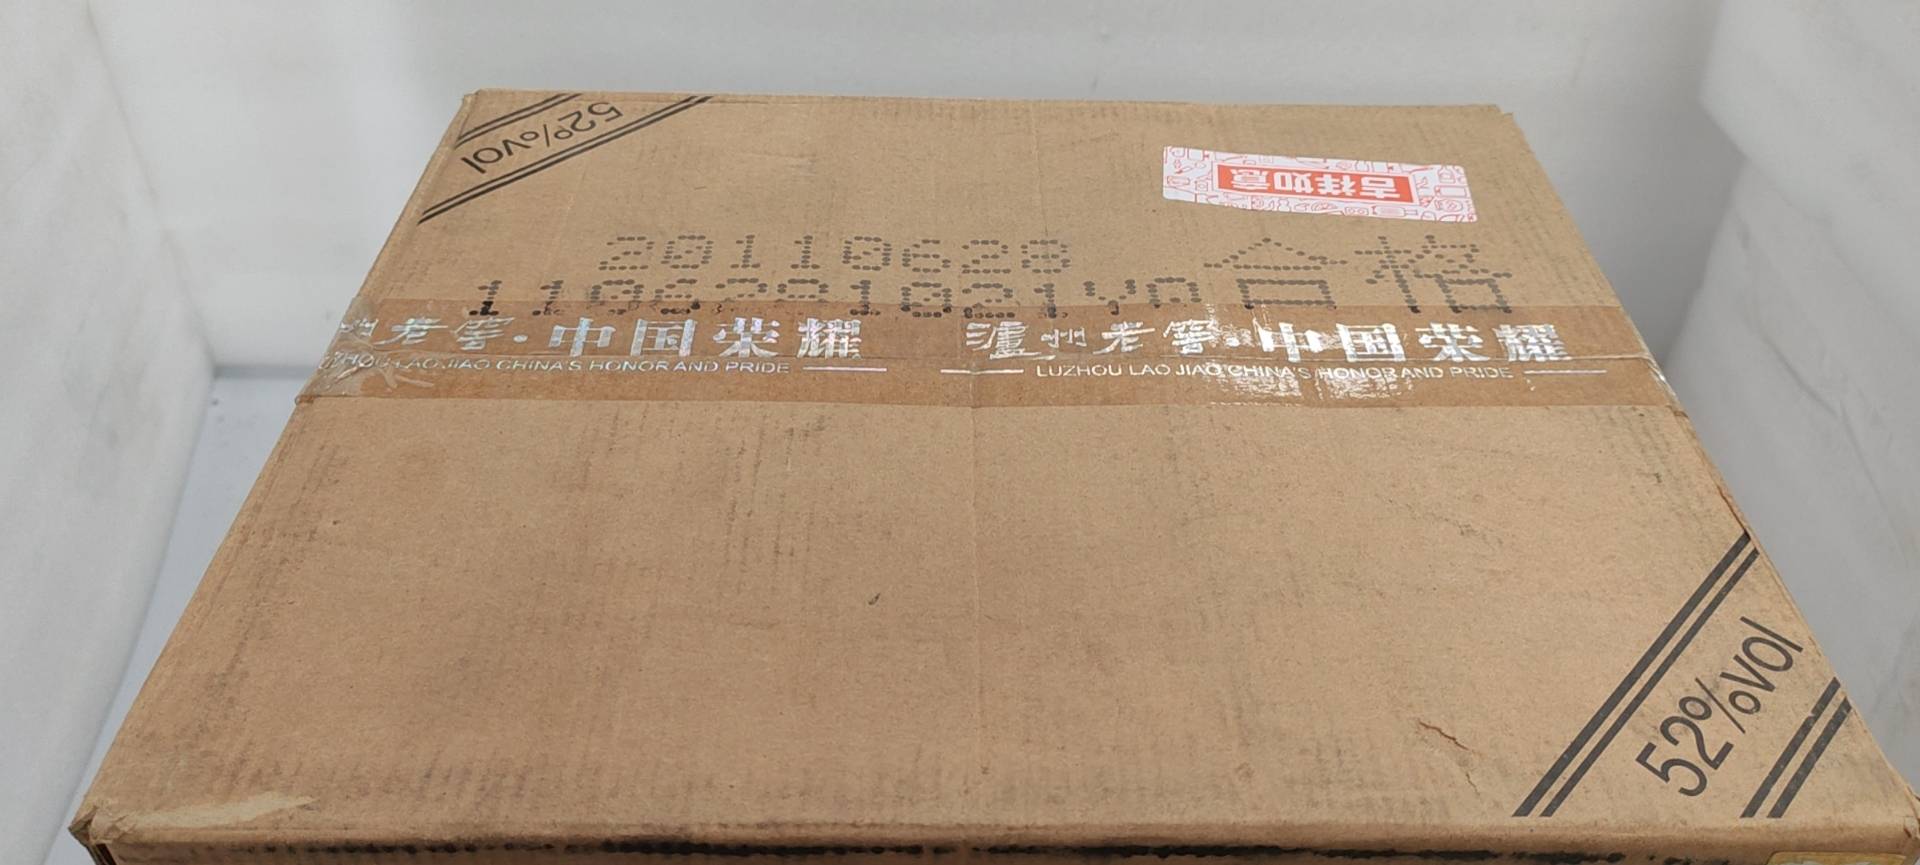 52%vol
吉祥如意
20110628
合格
泸州老窖·中国荣耀
LUZHOU LAO JIAO CHINA'S HONOR AND PRIDE
州老窖·中国荣耀
LUZHOU LAO JIAO CHINA'S HONOR AND PRIDE
52%vol